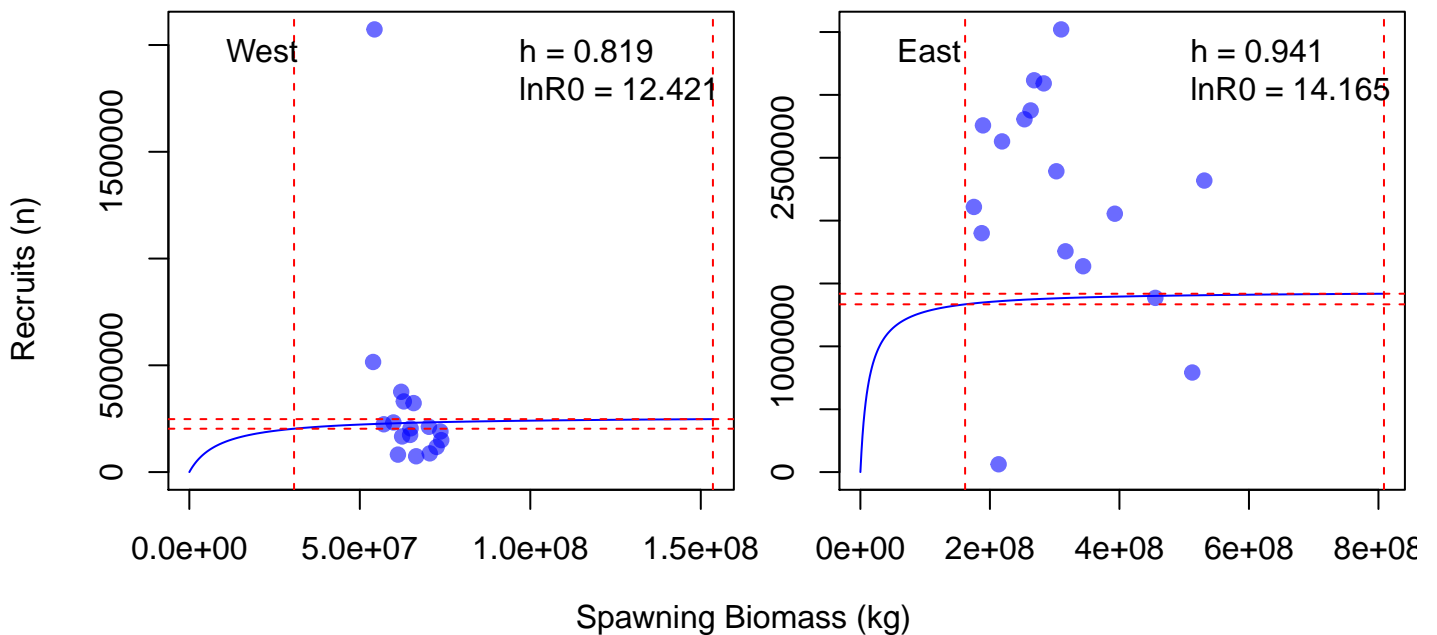 West
h = 0.819
lnR0 = 12.421
East
h = 0.941
lnR0 = 14.165
Recruits (n)
1500000
500000
0
2500000
1000000
0
0.0e+00 5.0e+07 1.0e+08 1.5e+08
0e+00 2e+08 4e+08 6e+08 8e+08
Spawning Biomass (kg)